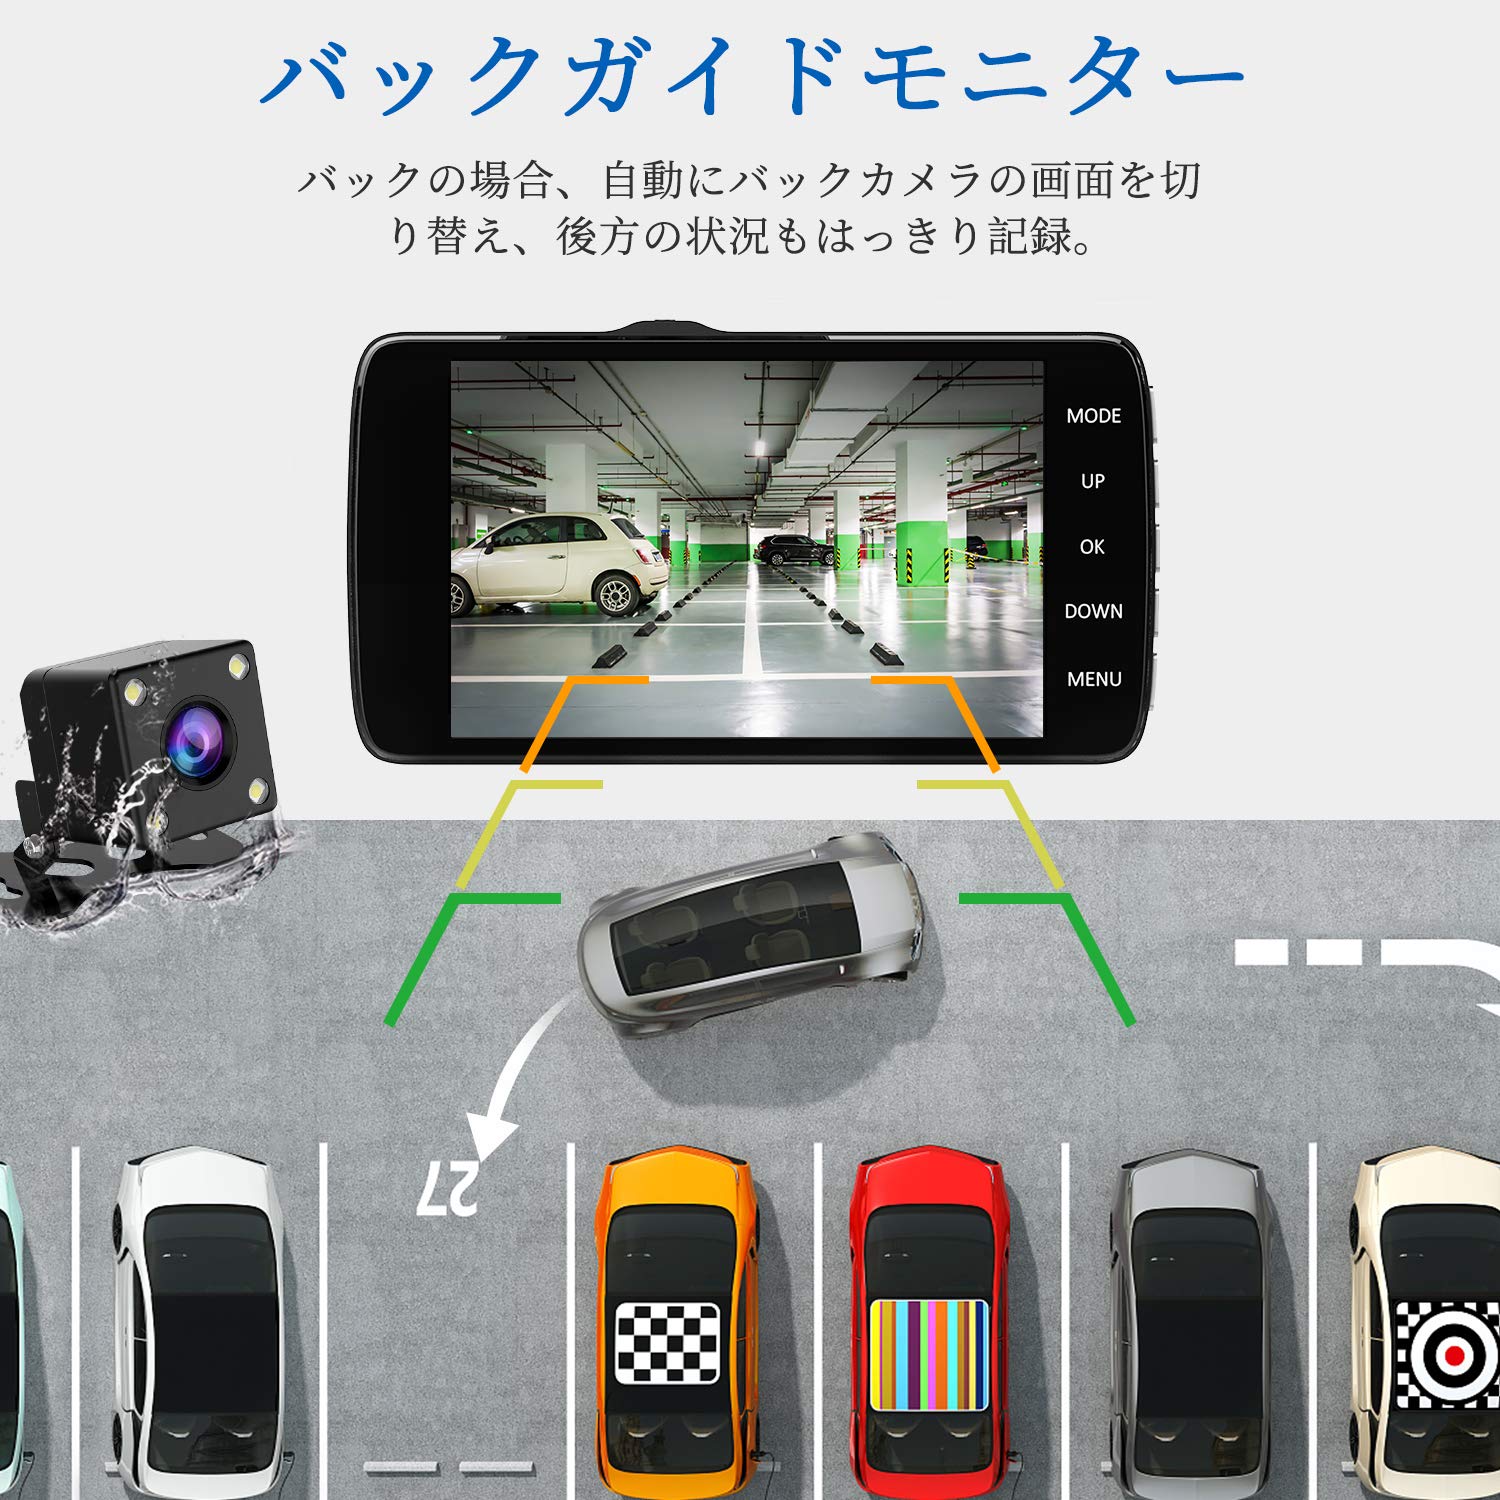 バックガイドモニター
バックの場合、自動にバックカメラの画面を切
り替え、後方の状況もはっきり記録。
MODE
UP
OK
DOWN
MENU
27